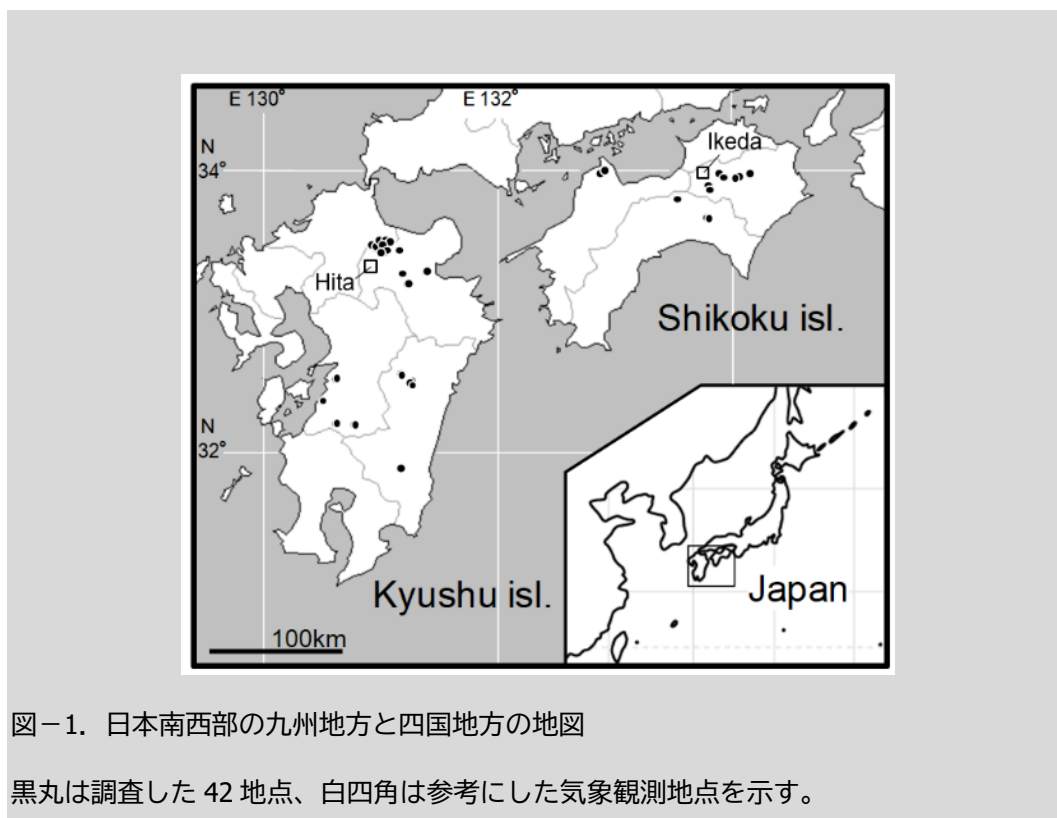 E 130°
E 132°
N
34°
Ikeda
Hita
Shikoku isl.
N
32°
Kyushu isl.
Japan
100km
図－1．日本南西部の九州地方と四国地方の地図
黒丸は調査した 42 地点、白四角は参考にした気象観測地点を示す。